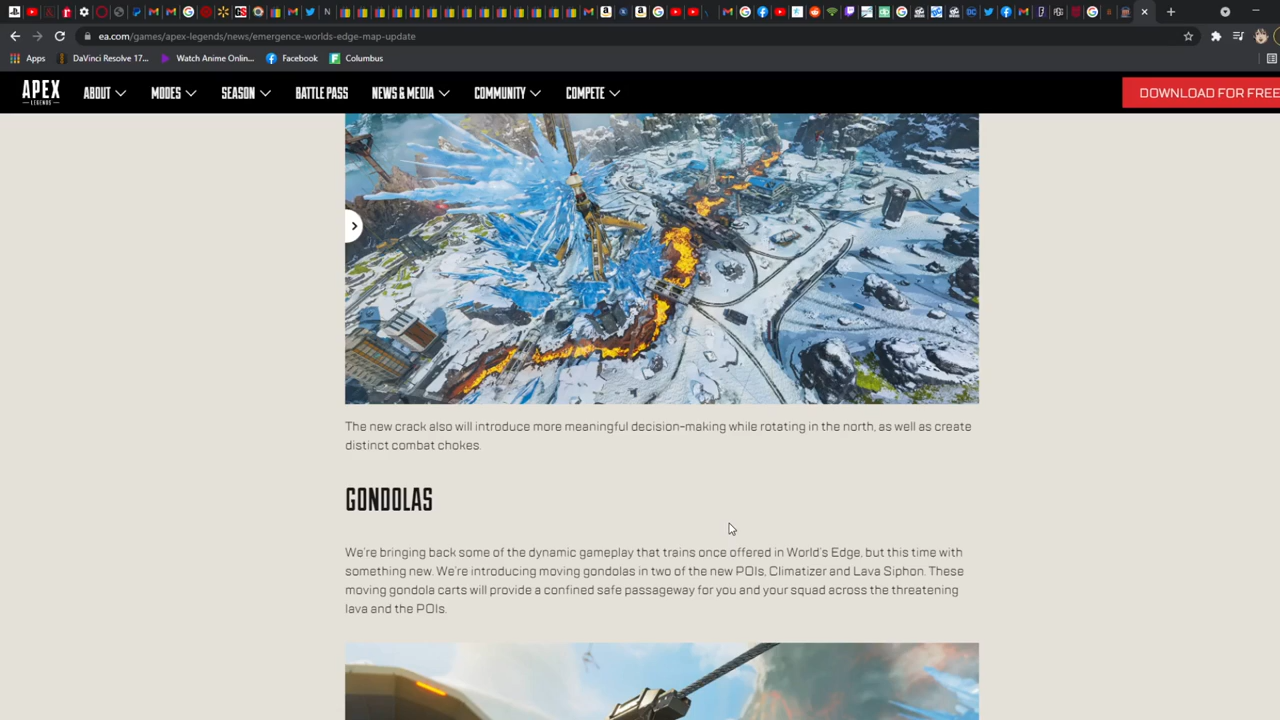 ea.com/games/apex-legends/news/emergence-worlds-edge-map-update
Apps DaVinci Resolve 17... Watch Anime Onlin... Facebook Columbus
APEX LEGENDS ABOUT MODES SEASON BATTLE PASS NEWS & MEDIA COMMUNITY COMPETE DOWNLOAD FOR FREE
The new crack also will introduce more meaningful decision-making while rotating in the north, as well as create
distinct combat chokes.
GONDOLAS
We're bringing back some of the dynamic gameplay that trains once offered in World's Edge, but this time with
something new. We're introducing moving gondolas in two of the new POIs, Climatizer and Lava Siphon. These
moving gondola carts will provide a confined safe passageway for you and your squad across the threatening
lava and the POIs.